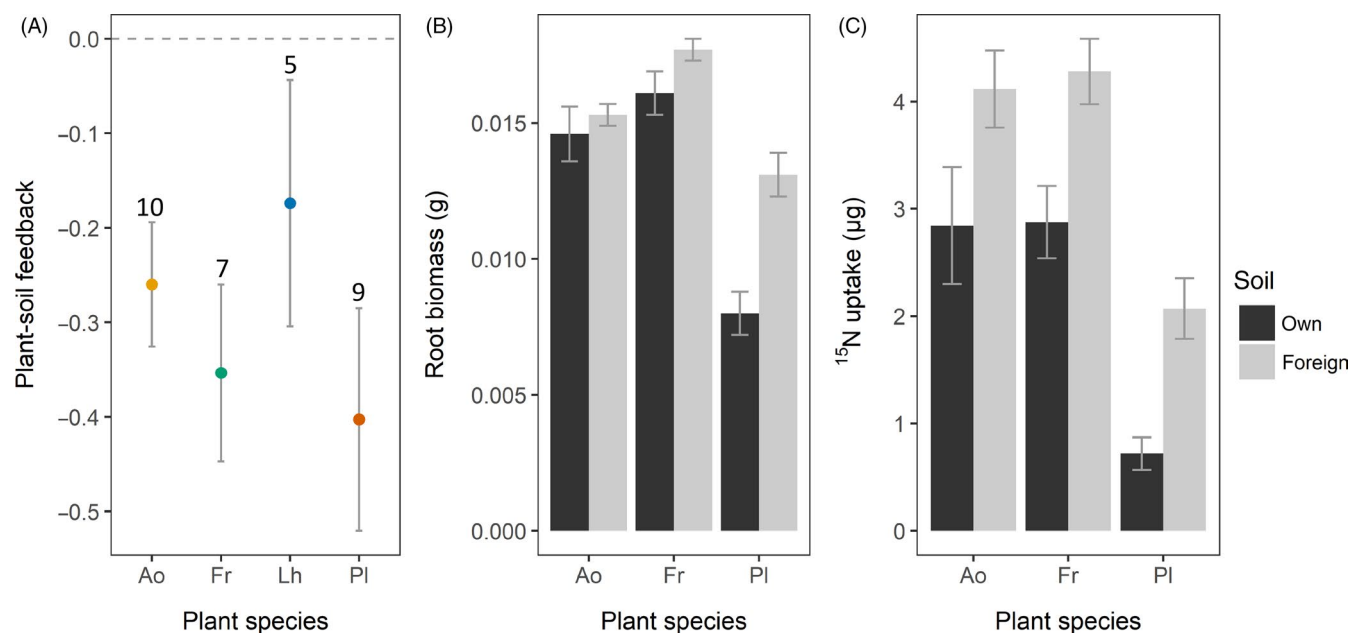 (A)
0.0
−0.1
−0.2
−0.3
−0.4
−0.5
Plant-soil feedback
10
7
5
9
Ao Fr Lh Pl
Plant species
(B)
0.015
0.010
0.005
0.000
Root biomass (g)
Ao Fr Pl
Plant species
(C)
4
3
2
1
0
¹⁵N uptake (µg)
Ao Fr Pl
Plant species
Soil
Own
Foreign